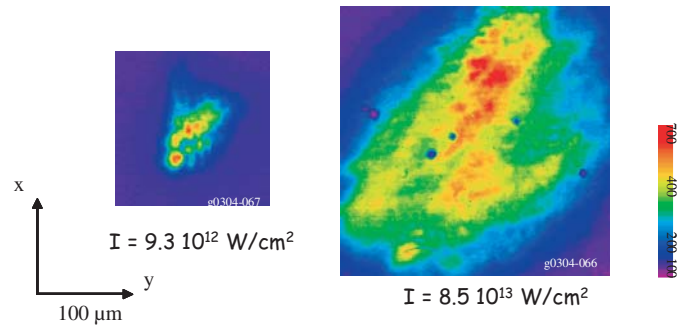 g0304-067
I = 9.3 10¹² W/cm²
x
y
100 µm
g0304-066
I = 8.5 10¹³ W/cm²
700
400
200
100